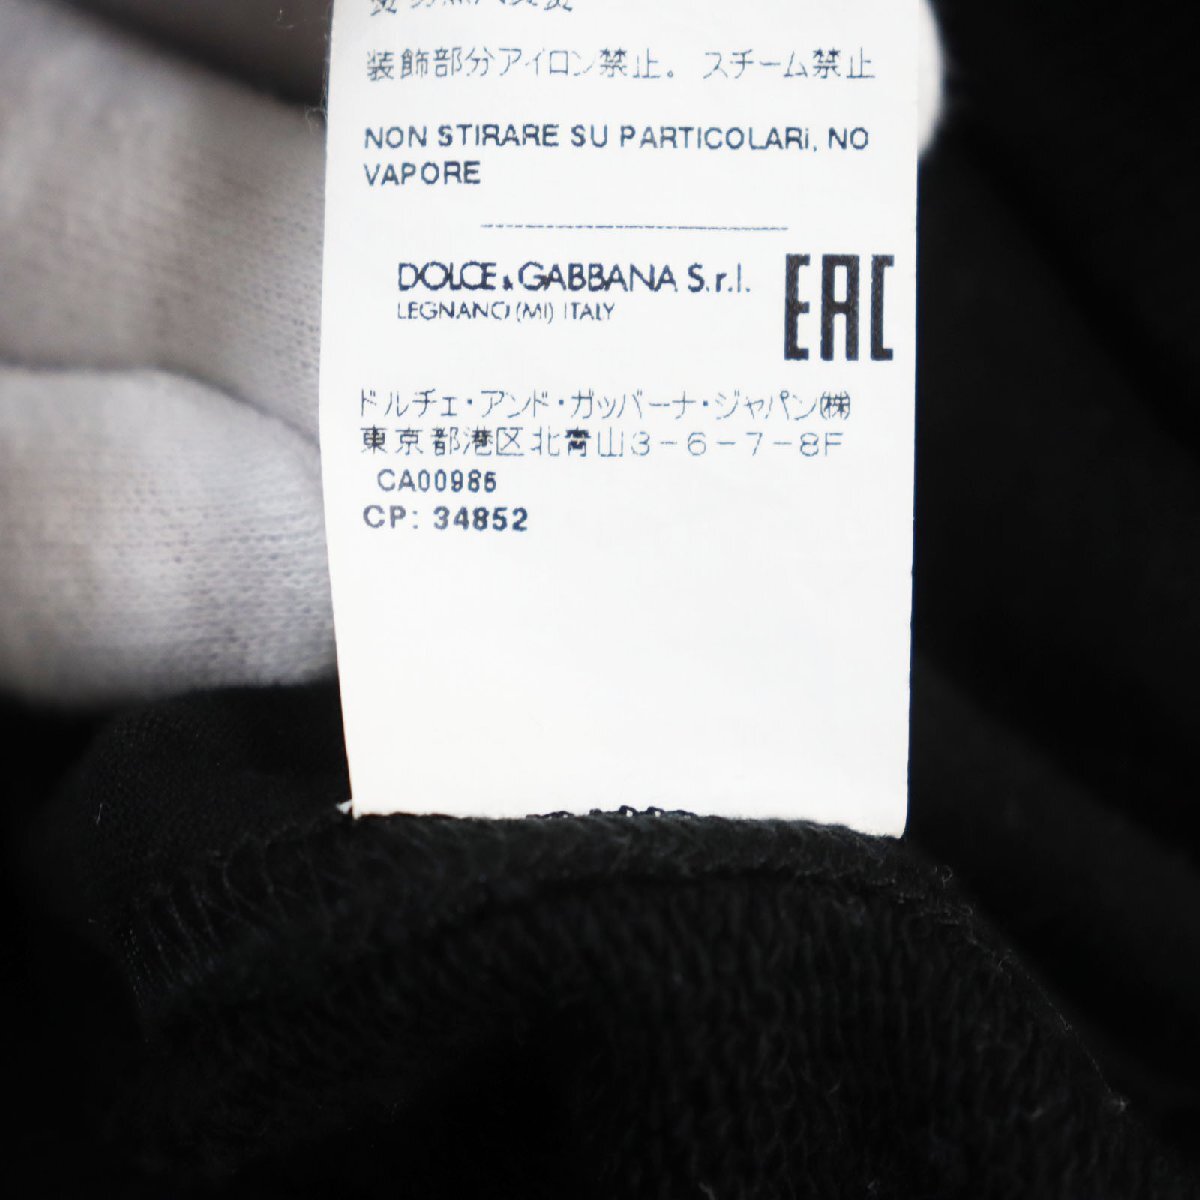 装飾部分アイロン禁止。 スチーム禁止
NON STIRARE SU PARTICOLARi, NO
VAPORE
DOLCE & GABBANA S.r.l.
LEGNANO (MI) ITALY
EAC
ドルチェ・アンド・ガッバーナ・ジャパン㈱
東京都港区北青山3-6-7-8F
CA00986
CP: 34852